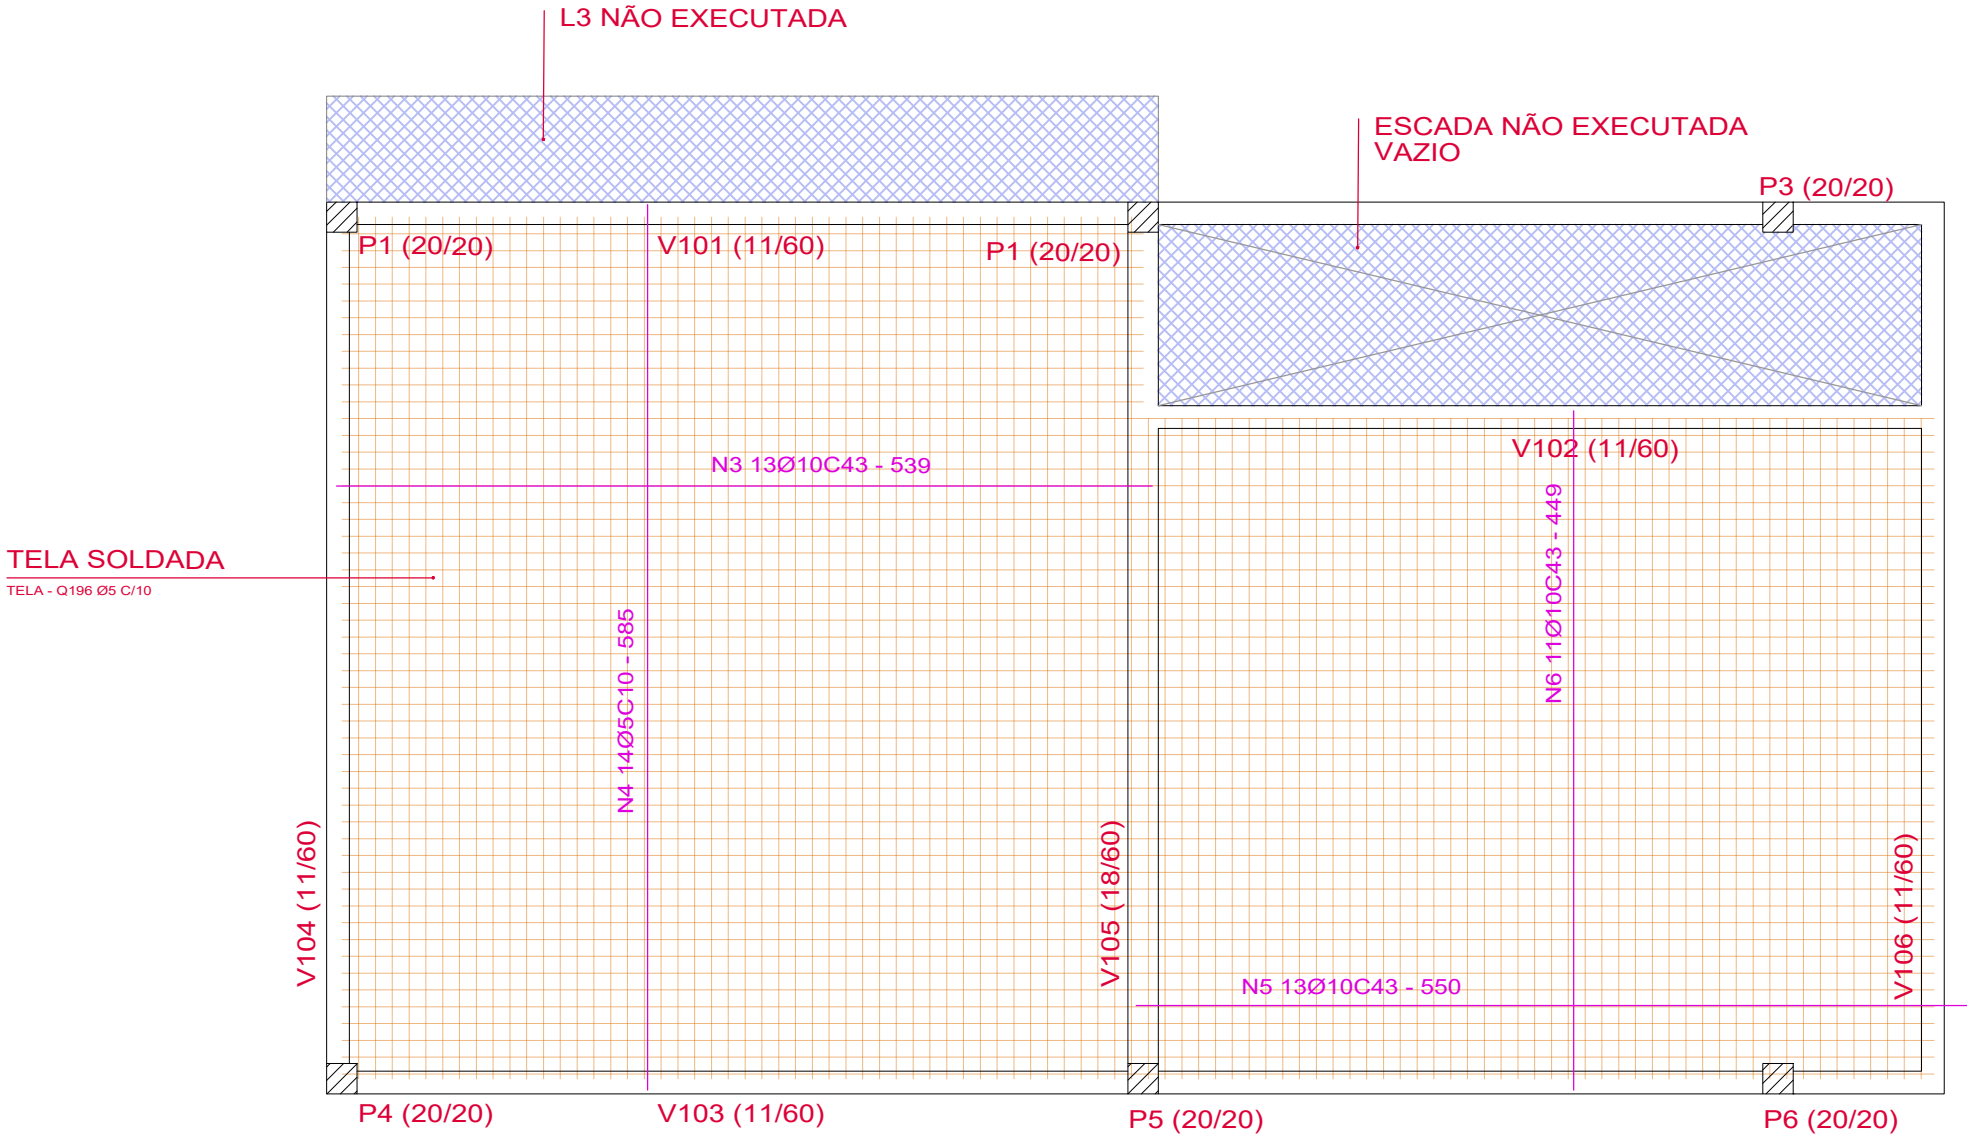 L3 NÃO EXECUTADA
ESCADA NÃO EXECUTADA
VAZIO
P3 (20/20)
P1 (20/20)
V101 (11/60)
P1 (20/20)
V102 (11/60)
N3 13Ø10C43 - 539
N6 11Ø10C43 - 449
TELA SOLDADA
TELA - Q196 Ø5 C/10
N4 14Ø5C10 - 585
V104 (11/60)
V105 (18/60)
V106 (11/60)
N5 13Ø10C43 - 550
P4 (20/20)
V103 (11/60)
P5 (20/20)
P6 (20/20)